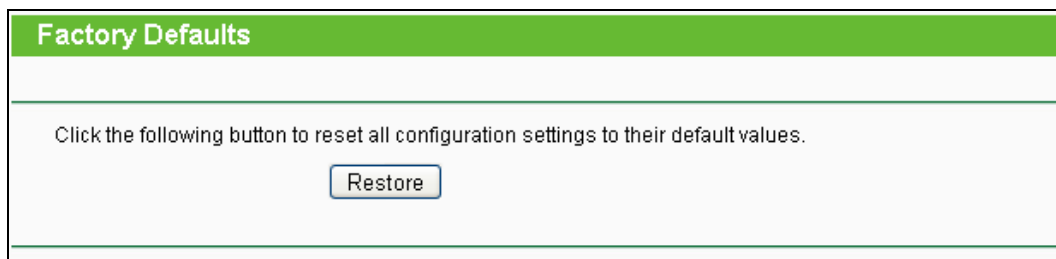 Factory Defaults
Click the following button to reset all configuration settings to their default values.
Restore